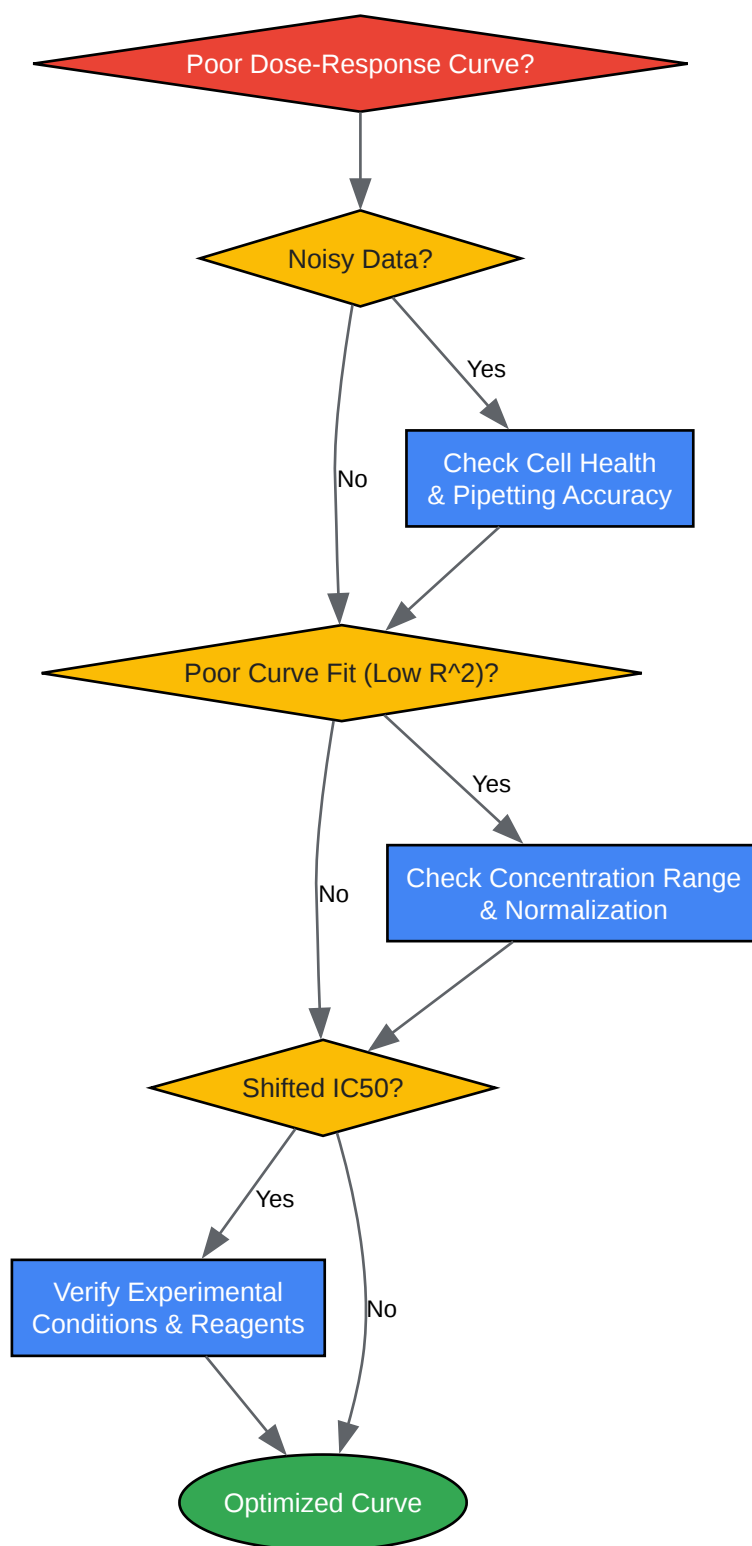 Poor Dose-Response Curve?
Noisy Data?
Yes
Check Cell Health
& Pipetting Accuracy
No
Poor Curve Fit (Low R^2)?
Yes
Check Concentration Range
& Normalization
No
Shifted IC50?
Yes
Verify Experimental
Conditions & Reagents
No
Optimized Curve